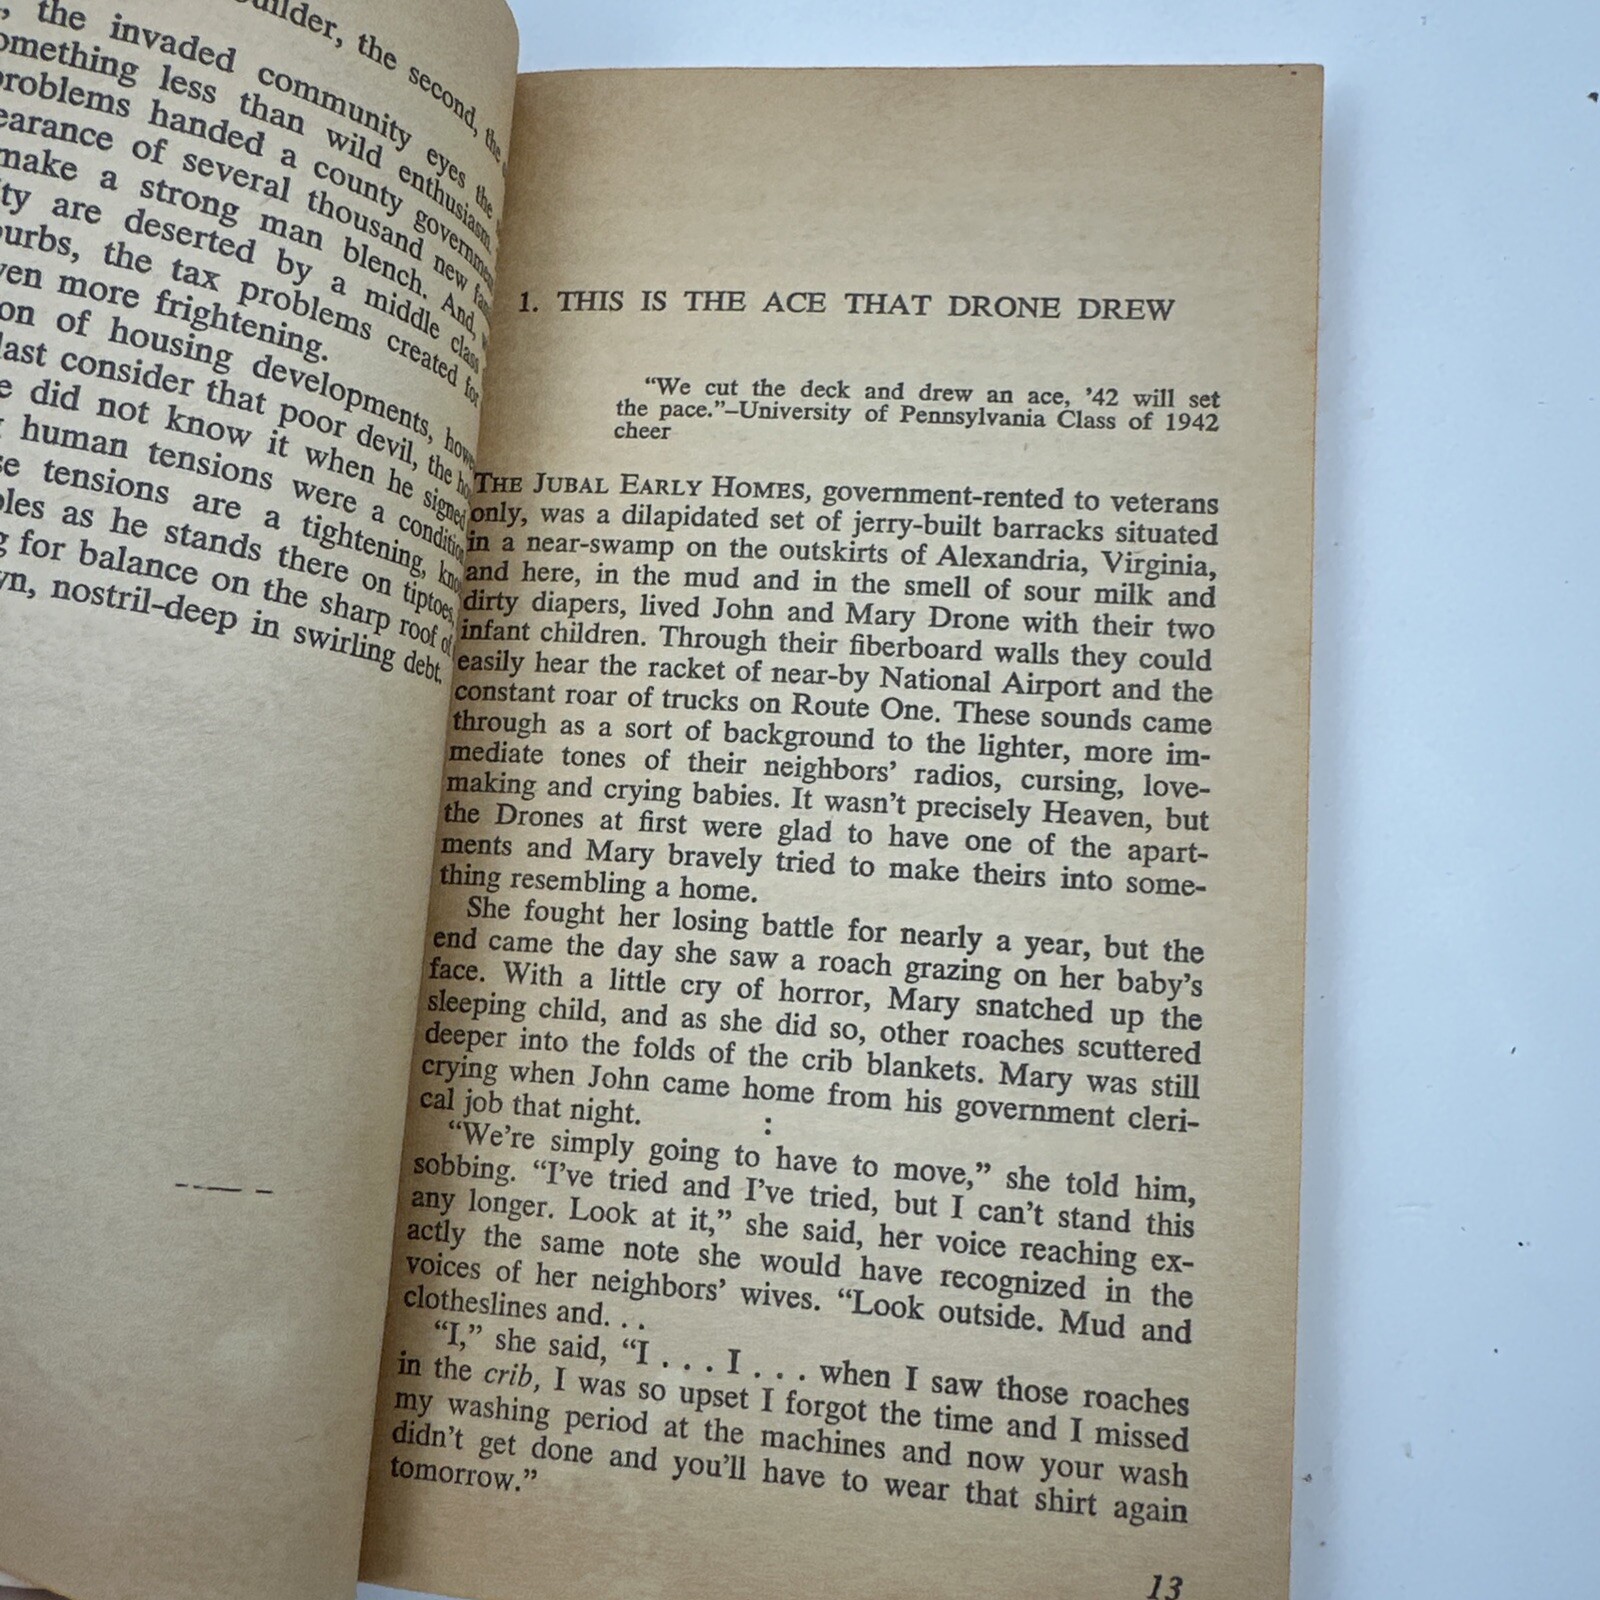 the second, the
, the invaded community eyes the
omething less than wild enthusiasm.
roblems handed a county government
earance of several thousand new
make a strong man blench. And,
ty are deserted by a middle class
burbs, the tax problems created for
ven more frightening.
on of housing developments,
last consider that poor devil, the
e did not know it when he signed
human tensions were a
se tensions are a tightening,
les as he stands there on tiptoes,
g for balance on the sharp roof of
wn, nostril-deep in swirling debt.
1. THIS IS THE ACE THAT DRONE DREW
"We cut the deck and drew an ace, '42 will set
the pace."–University of Pennsylvania Class of 1942
cheer
THE JUBAL EARLY HOMES, government-rented to veterans
only, was a dilapidated set of jerry-built barracks situated
in a near-swamp on the outskirts of Alexandria, Virginia,
and here, in the mud and in the smell of sour milk and
dirty diapers, lived John and Mary Drone with their two
infant children. Through their fiberboard walls they could
easily hear the racket of near-by National Airport and the
constant roar of trucks on Route One. These sounds came
through as a sort of background to the lighter, more im-
mediate tones of their neighbors' radios, cursing, love-
making and crying babies. It wasn't precisely Heaven, but
the Drones at first were glad to have one of the apart-
ments and Mary bravely tried to make theirs into some-
thing resembling a home.
She fought her losing battle for nearly a year, but the
end came the day she saw a roach grazing on her baby's
face. With a little cry of horror, Mary snatched up the
sleeping child, and as she did so, other roaches scuttered
deeper into the folds of the crib blankets. Mary was still
crying when John came home from his government cleri-
cal job that night.
"We're simply going to have to move," she told him,
sobbing. "I've tried and I've tried, but I can't stand this
any longer. Look at it," she said, her voice reaching ex-
actly the same note she would have recognized in the
voices of her neighbors' wives. "Look outside. Mud and
clotheslines and. . .
"I," she said, "I . . . I . . . when I saw those roaches
in the crib, I was so upset I forgot the time and I missed
my washing period at the machines and now your wash
didn't get done and you'll have to wear that shirt again
tomorrow."
13